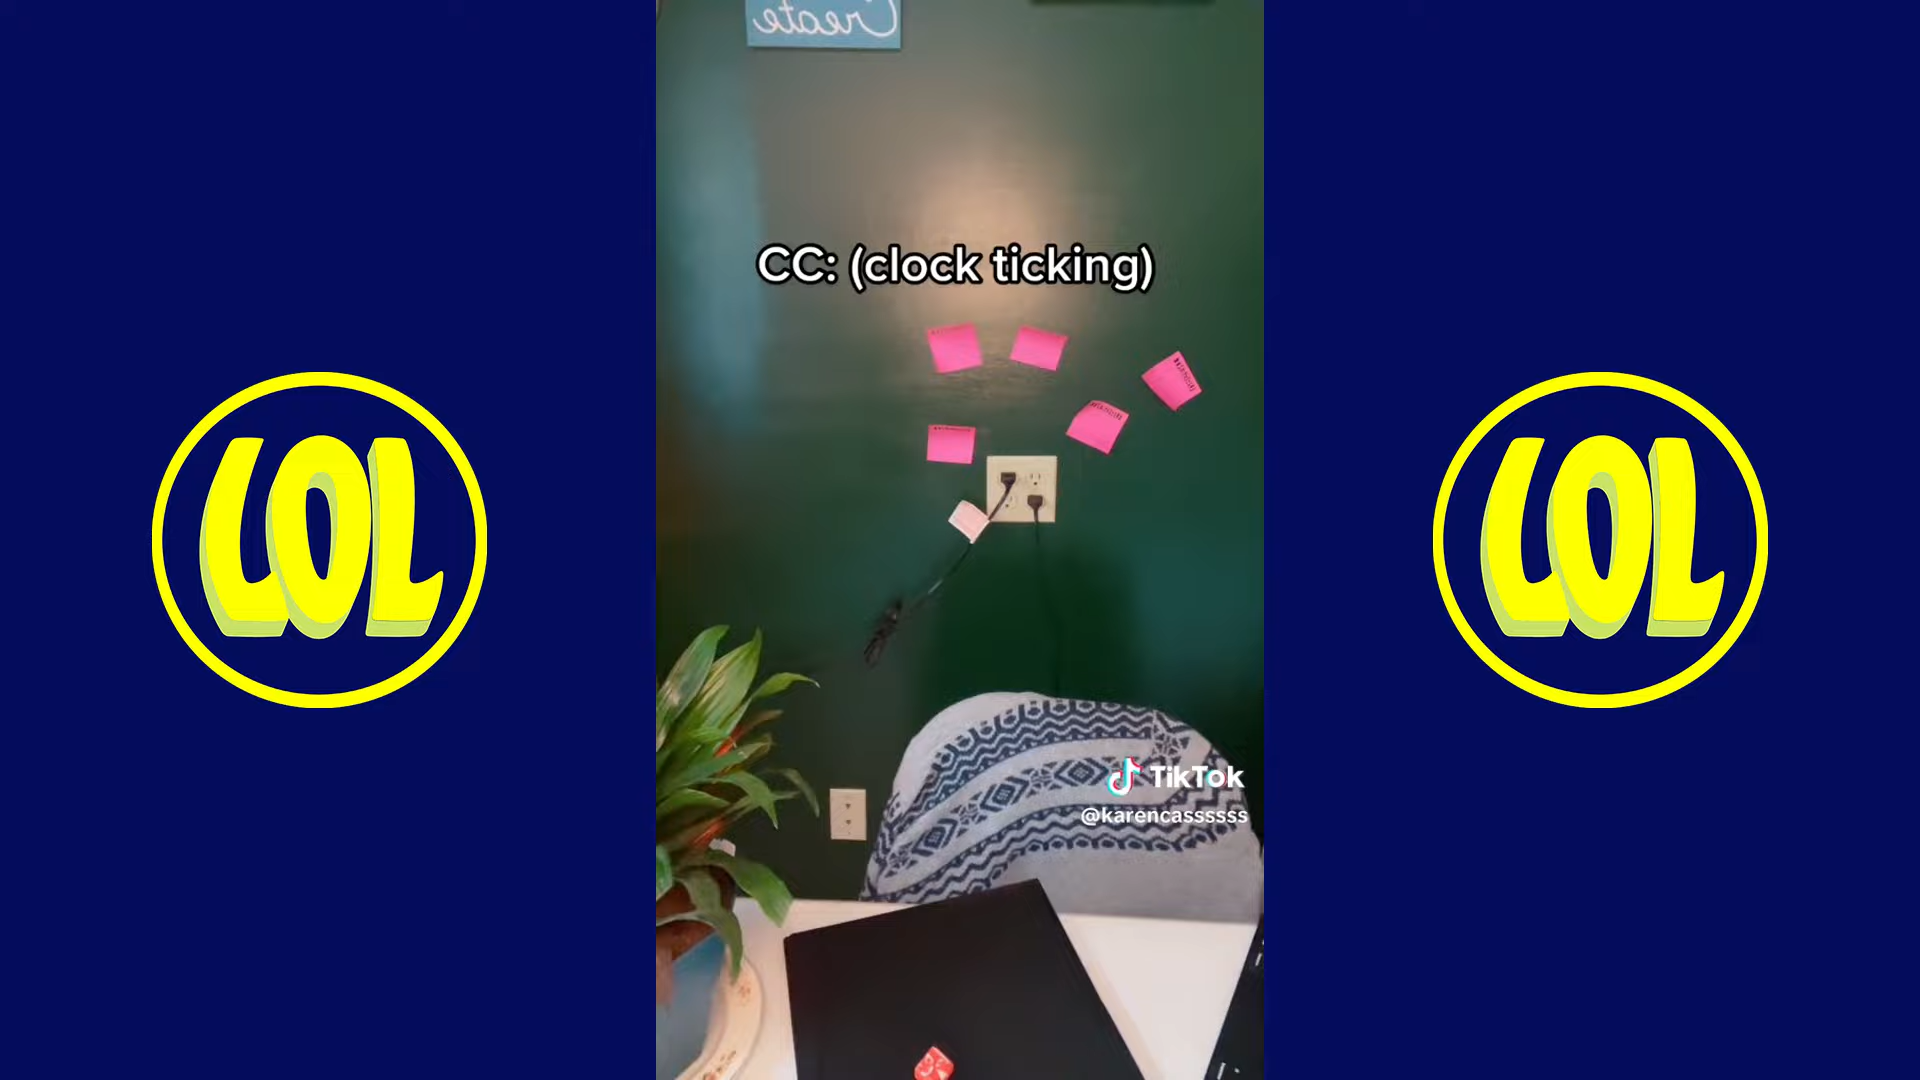 Create
CC: (clock ticking)
LOL
LOL
TikTok
@karencassssss